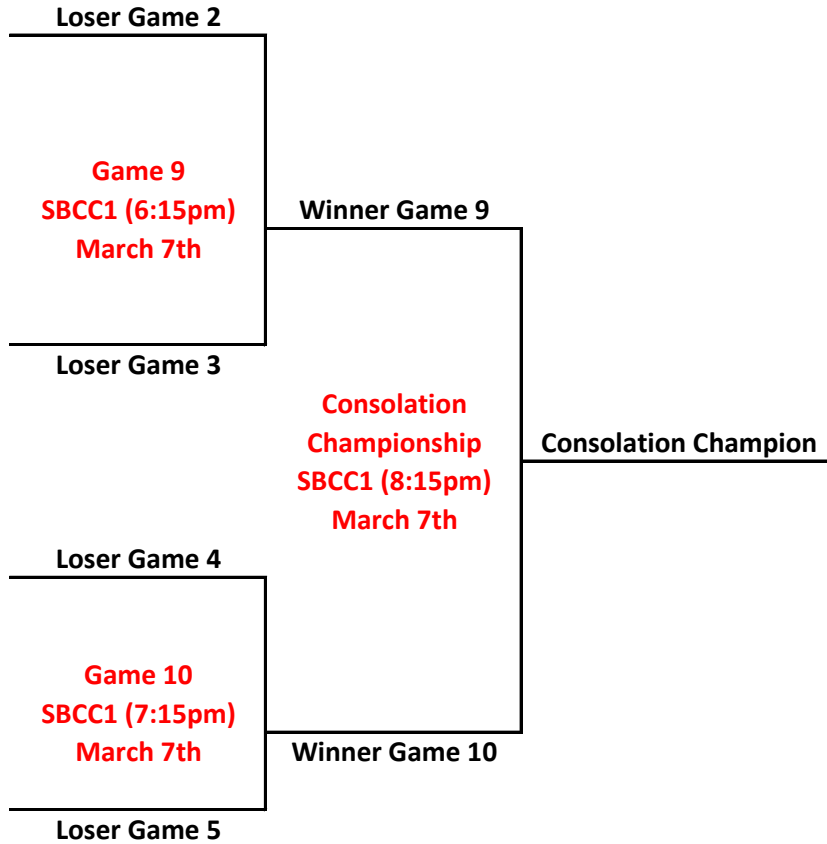 Loser Game 2
Game 9
SBCC1 (6:15pm)
March 7th
Winner Game 9
Loser Game 3
Consolation
Championship
SBCC1 (8:15pm)
March 7th
Consolation Champion
Loser Game 4
Game 10
SBCC1 (7:15pm)
March 7th
Winner Game 10
Loser Game 5